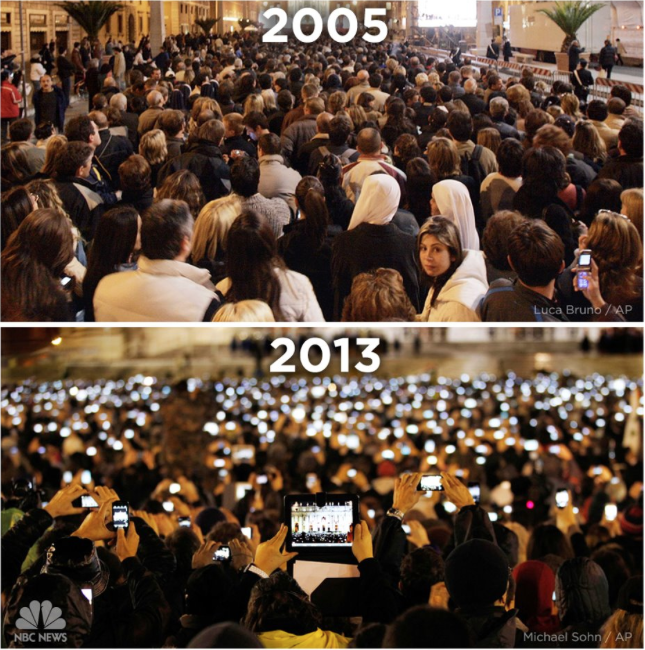 2005
Luca Bruno / AP
2013
NBC NEWS
Michael Sohn / AP